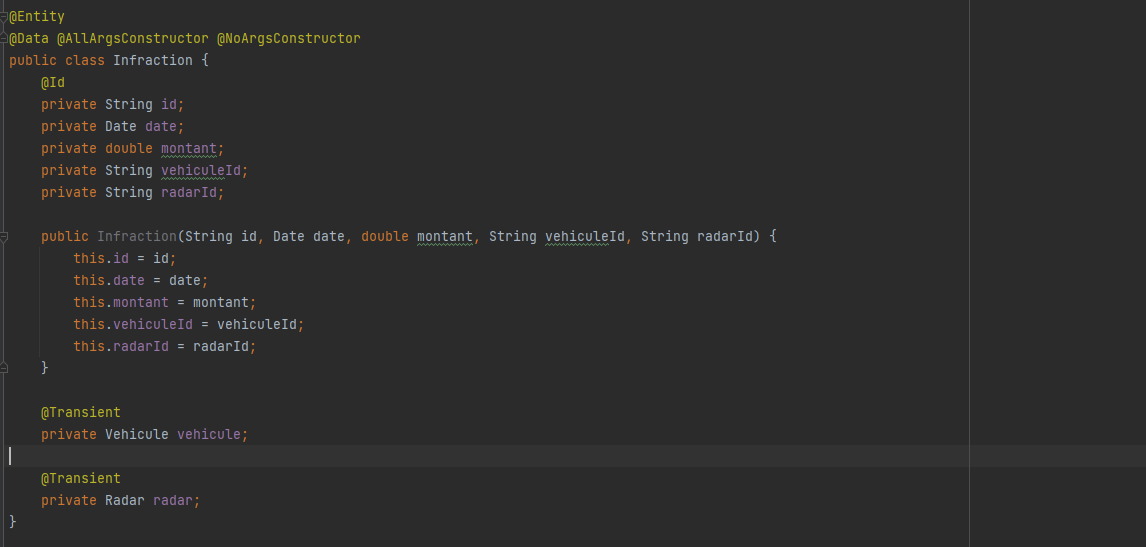 @Entity
@Data @AllArgsConstructor @NoArgsConstructor
public class Infraction {
    @Id
    private String id;
    private Date date;
    private double montant;
    private String vehiculeId;
    private String radarId;
    public Infraction(String id, Date date, double montant, String vehiculeId, String radarId) {
        this.id = id;
        this.date = date;
        this.montant = montant;
        this.vehiculeId = vehiculeId;
        this.radarId = radarId;
    }
    @Transient
    private Vehicule vehicule;
    @Transient
    private Radar radar;
}